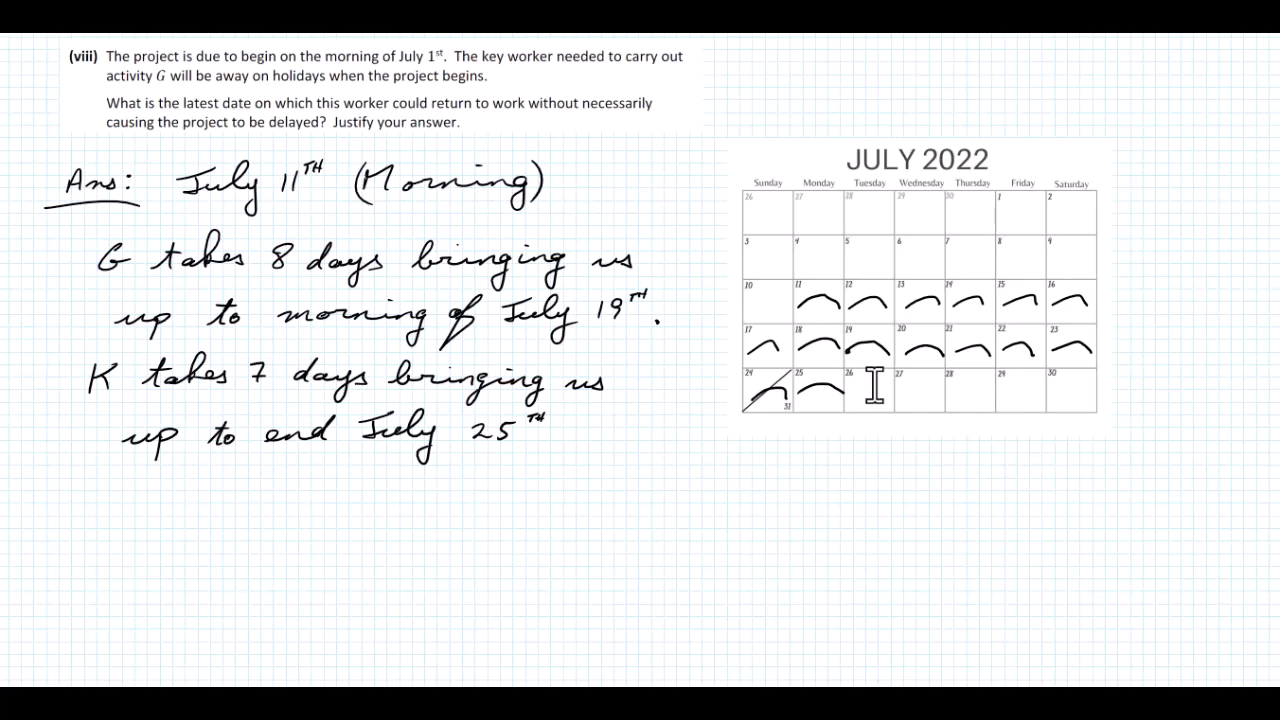 (viii) The project is due to begin on the morning of July 1st. The key worker needed to carry out
activity G will be away on holidays when the project begins.
What is the latest date on which this worker could return to work without necessarily
causing the project to be delayed? Justify your answer.
Ans: July 11TH (Morning)
G takes 8 days bringing us
up to morning of July 19TH.
K takes 7 days bringing us
up to end July 25TH
JULY 2022
Sunday Monday Tuesday Wednesday Thursday Friday Saturday
26 27 28 29 30 1 2
3 4 5 6 7 8 9
10 11 12 13 14 15 16
17 18 19 20 21 22 23
24 31 25 26 27 28 29 30